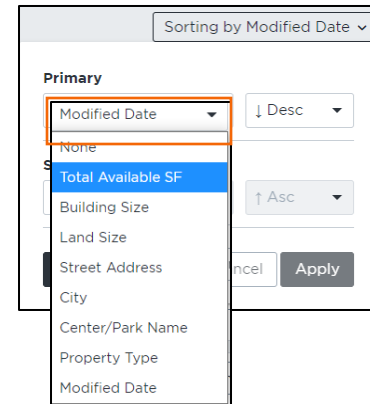 Sorting by Modified Date
Primary
Modified Date
↓ Desc
None
S
Total Available SF
↑ Asc
Building Size
Land Size
Street Address
ncel
Apply
City
Center/Park Name
Property Type
Modified Date